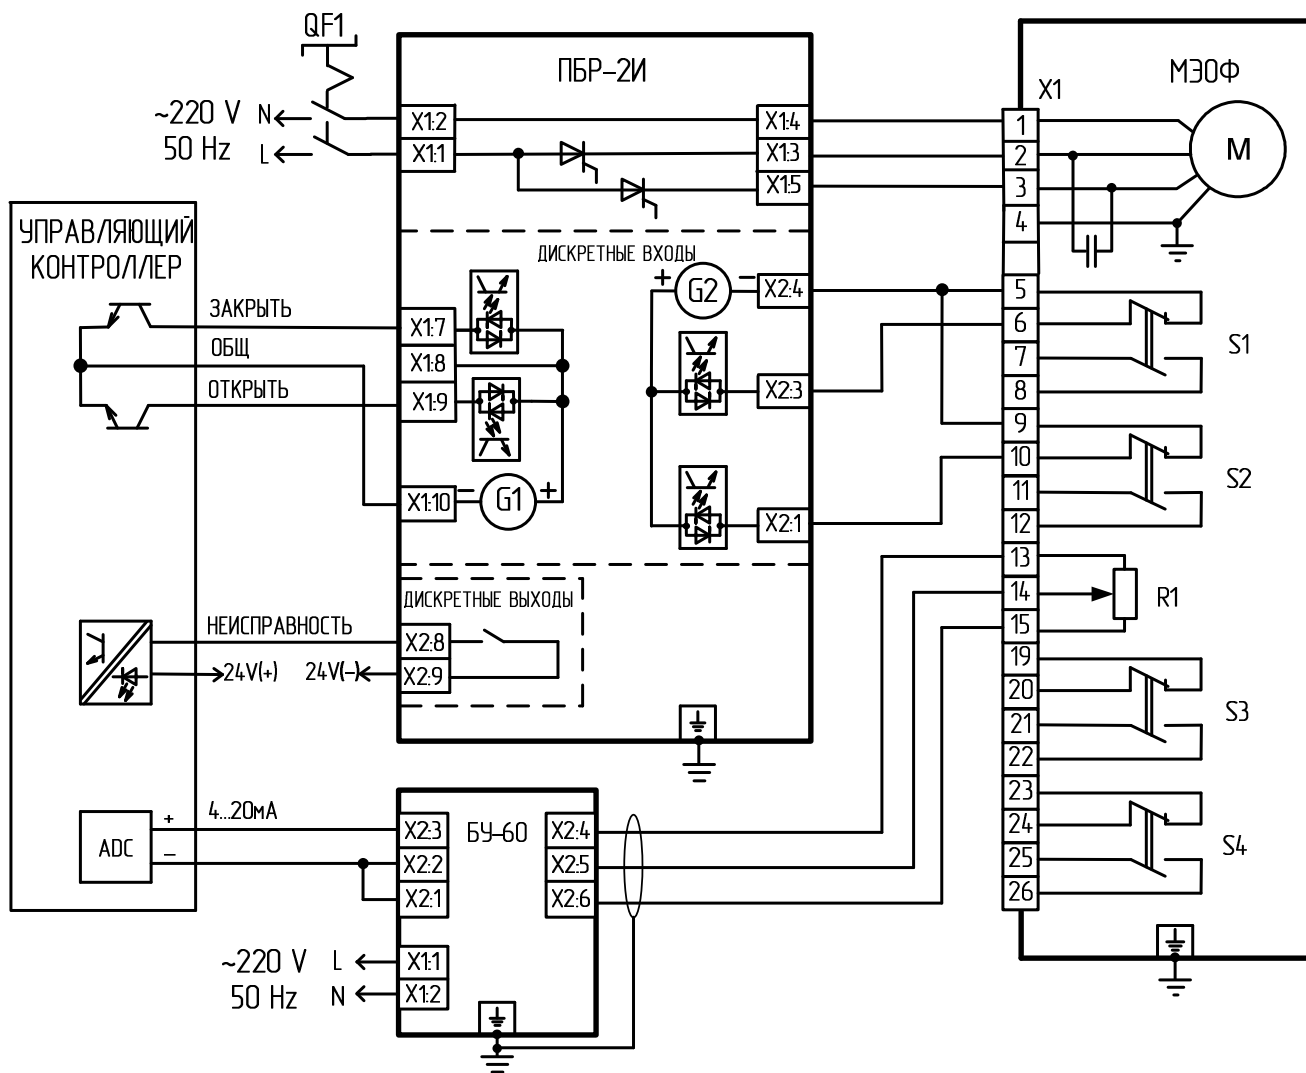 QF1
~220 V N
50 Hz L
ПБР-2И
X1:2
X1:1
X1:4
X1:3
X1:5
МЭОФ
X1
M
1
2
3
4
УПРАВЛЯЮЩИЙ
КОНТРОЛЛЕР
ЗАКРЫТЬ
ОБЩ
ОТКРЫТЬ
ДИСКРЕТНЫЕ ВХОДЫ
X1:7
X1:8
X1:9
X1:10
− G1 +
+ G2 −
X2:4
X2:3
X2:1
5
6
7
8
S1
9
10
11
12
S2
13
14
15
R1
19
20
21
22
S3
23
24
25
26
S4
ДИСКРЕТНЫЕ ВЫХОДЫ
НЕИСПРАВНОСТЬ
24V(+) 24V(−)
X2:8
X2:9
ADC
+
−
4...20мА
БУ-60
X2:3
X2:2
X2:1
X2:4
X2:5
X2:6
~220 V L
50 Hz N
X1:1
X1:2